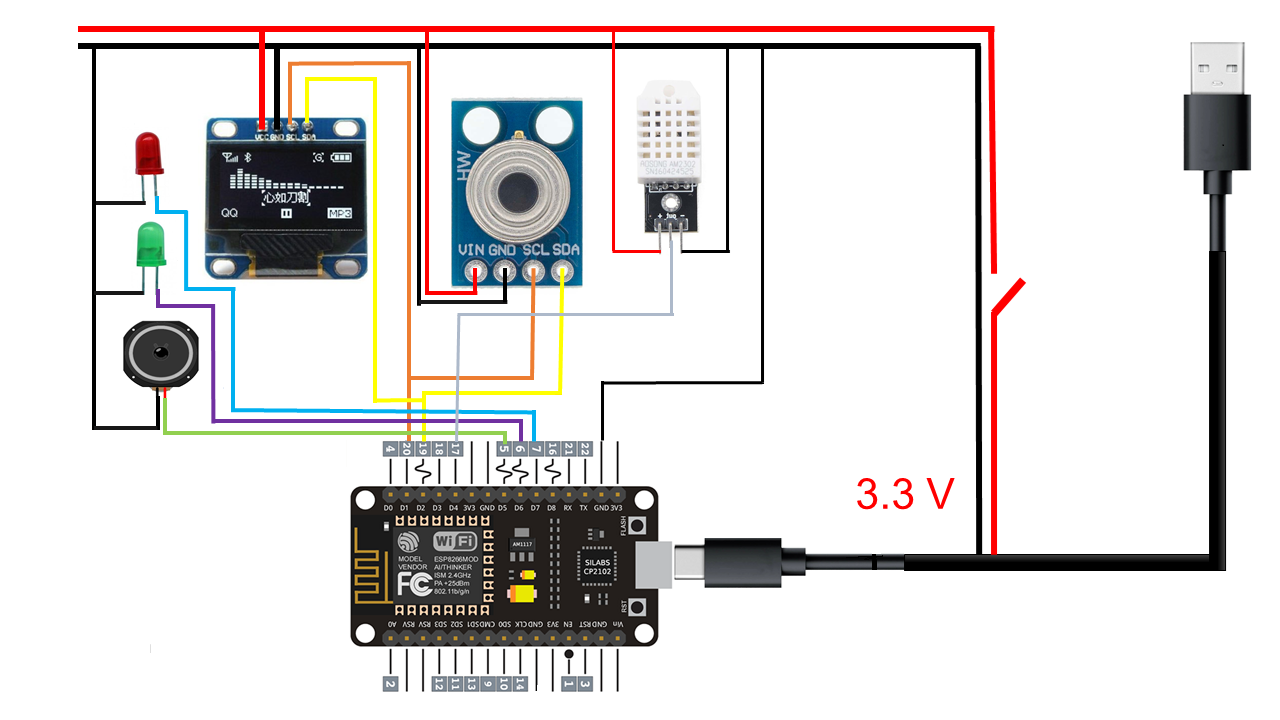 VCC GND SCL SDA
心如刀割
QQ
MP3
HW
VIN GND SCL SDA
AOSONG AM2302
SN160424525
+ out -
3.3 V
4 20 19 18 17 5 6 7 16 21 22
D0 D1 D2 D3 D4 3V3 GND D5 D6 D7 D8 RX TX GND 3V3
FLASH
WiFi
MODEL
VENDOR
ESP8266MOD
AI/THINKER
ISM 2.4GHz
PA +25dBm
802.11b/g/n
FC
AM1117
SILABS
CP2102
RST
A0 RSV RSV SD3 SD2 SD1 CMD SD0 CLK GND 3V3 EN RST GND Vin
2 12 11 13 9 10 14 1 3